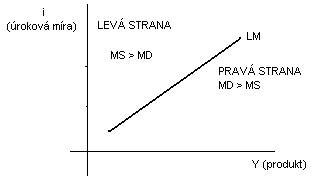 i
(úroková míra)
LEVÁ STRANA
MS > MD
LM
PRAVÁ STRANA
MD > MS
Y (produkt)